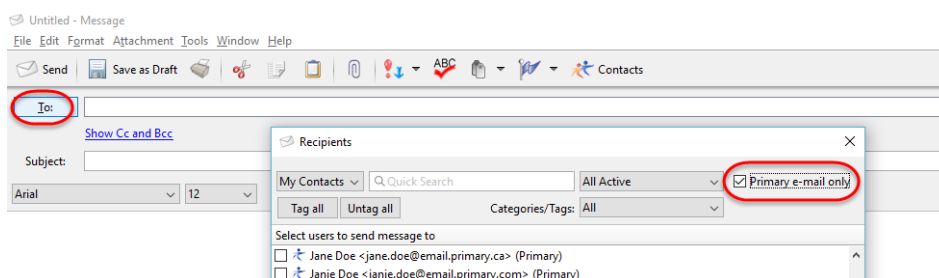 Untitled - Message
File Edit Format Attachment Tools Window Help
Send Save as Draft ABC Contacts
To:
Show Cc and Bcc
Subject:
Arial 12
Recipients
My Contacts Quick Search All Active Primary e-mail only
Tag all Untag all Categories/Tags: All
Select users to send message to
Jane Doe <jane.doe@email.primary.ca> (Primary)
Janie Doe <janie.doe@email.primary.com> (Primary)